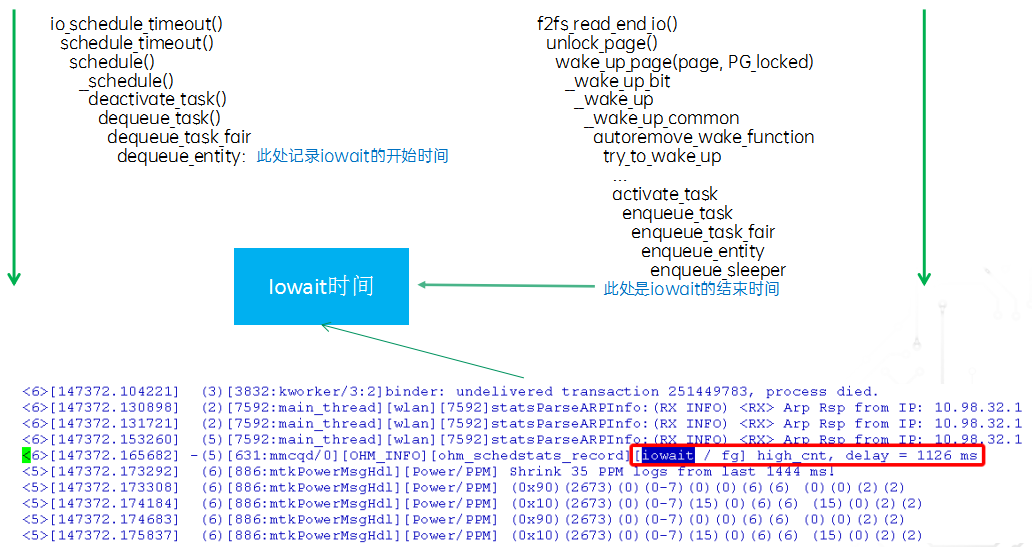 io_schedule_timeout()
schedule_timeout()
schedule()
_schedule()
deactivate_task()
dequeue_task()
dequeue_task_fair
dequeue_entity：此处记录iowait的开始时间
f2fs_read_end_io()
unlock_page()
wake_up_page(page, PG_locked)
_wake_up_bit
_wake_up
_wake_up_common
autoremove_wake_function
try_to_wake_up
...
activate_task
enqueue_task
enqueue_task_fair
enqueue_entity
enqueue_sleeper
此处是iowait的结束时间
Iowait时间
<6>[147372.104221]  (3)[3832:kworker/3:2]binder: undelivered transaction 251449783, process died.
<6>[147372.130898]  (2)[7592:main_thread][wlan][7592]statsParseARPInfo:(RX INFO) <RX> Arp Rsp from IP: 10.98.32.1
<6>[147372.131721]  (2)[7592:main_thread][wlan][7592]statsParseARPInfo:(RX INFO) <RX> Arp Rsp from IP: 10.98.32.1
<6>[147372.153260]  (5)[7592:main_thread][wlan][7592]statsParseARPInfo:(RX INFO) <RX> Arp Rsp from IP: 10.98.32.1
<6>[147372.165682] -(5)[631:mmcqd/0][OHM_INFO][ohm_schedstats_record][iowait / fg] high_cnt, delay = 1126 ms
<5>[147372.173292]  (6)[886:mtkPowerMsgHdl][Power/PPM] Shrink 35 PPM logs from last 1444 ms!
<5>[147372.173308]  (6)[886:mtkPowerMsgHdl][Power/PPM] (0x90)(2673)(0)(0-7)(0)(0)(6)(6)  (0)(0)(2)(2)
<5>[147372.174184]  (6)[886:mtkPowerMsgHdl][Power/PPM] (0x10)(2673)(0)(0-7)(15)(0)(6)(6)  (15)(0)(2)(2)
<5>[147372.174683]  (6)[886:mtkPowerMsgHdl][Power/PPM] (0x90)(2673)(0)(0-7)(0)(0)(6)(6)  (0)(0)(2)(2)
<5>[147372.175837]  (6)[886:mtkPowerMsgHdl][Power/PPM] (0x10)(2673)(0)(0-7)(15)(0)(6)(6)  (15)(0)(2)(2)